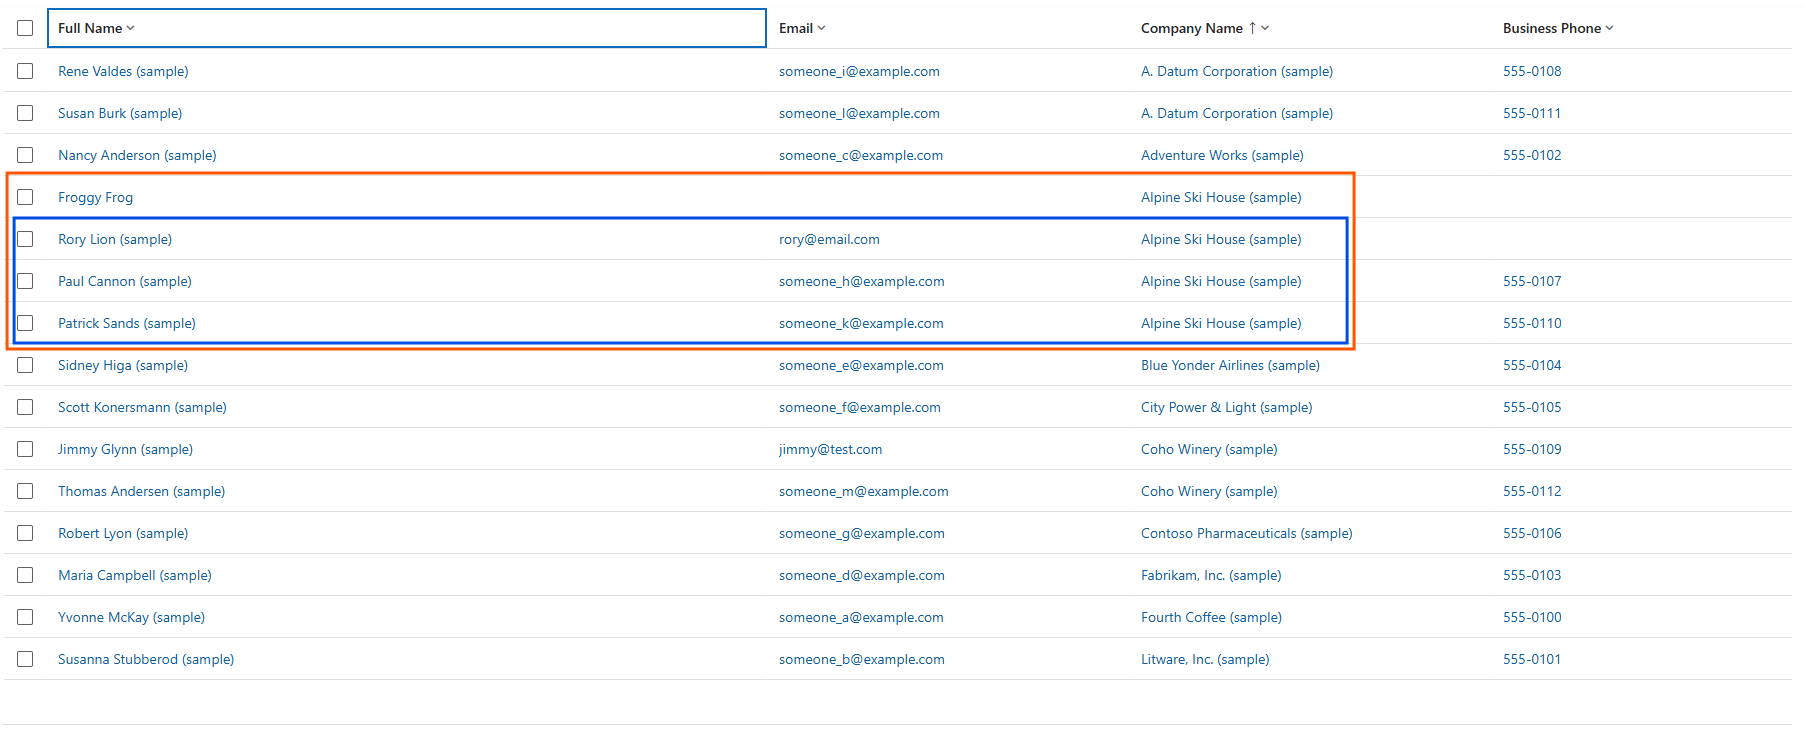 Full Name Email Company Name ↑ Business Phone
Rene Valdes (sample) someone_i@example.com A. Datum Corporation (sample) 555-0108
Susan Burk (sample) someone_l@example.com A. Datum Corporation (sample) 555-0111
Nancy Anderson (sample) someone_c@example.com Adventure Works (sample) 555-0102
Froggy Frog Alpine Ski House (sample)
Rory Lion (sample) rory@email.com Alpine Ski House (sample)
Paul Cannon (sample) someone_h@example.com Alpine Ski House (sample) 555-0107
Patrick Sands (sample) someone_k@example.com Alpine Ski House (sample) 555-0110
Sidney Higa (sample) someone_e@example.com Blue Yonder Airlines (sample) 555-0104
Scott Konersmann (sample) someone_f@example.com City Power & Light (sample) 555-0105
Jimmy Glynn (sample) jimmy@test.com Coho Winery (sample) 555-0109
Thomas Andersen (sample) someone_m@example.com Coho Winery (sample) 555-0112
Robert Lyon (sample) someone_g@example.com Contoso Pharmaceuticals (sample) 555-0106
Maria Campbell (sample) someone_d@example.com Fabrikam, Inc. (sample) 555-0103
Yvonne McKay (sample) someone_a@example.com Fourth Coffee (sample) 555-0100
Susanna Stubberod (sample) someone_b@example.com Litware, Inc. (sample) 555-0101